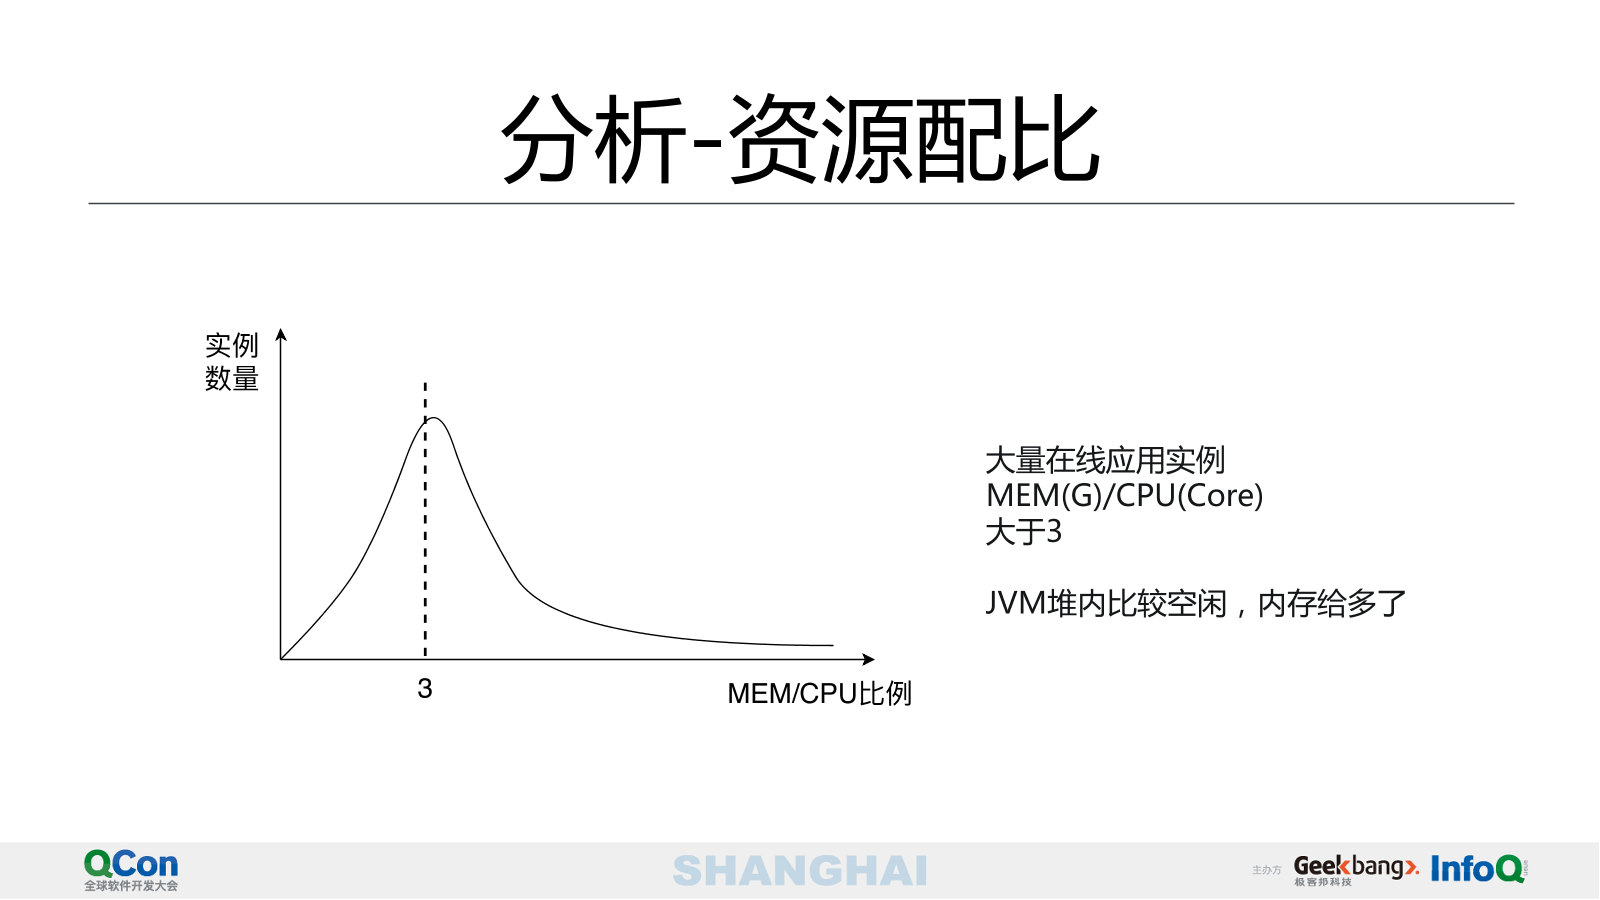 分析-资源配比
实例
数量
3
MEM/CPU比例
大量在线应用实例
MEM(G)/CPU(Core)
大于3
JVM堆内比较空闲，内存给多了
QCon
全球软件开发大会
SHANGHAI
主办方
Geekbang>.
极客邦科技
InfoQ